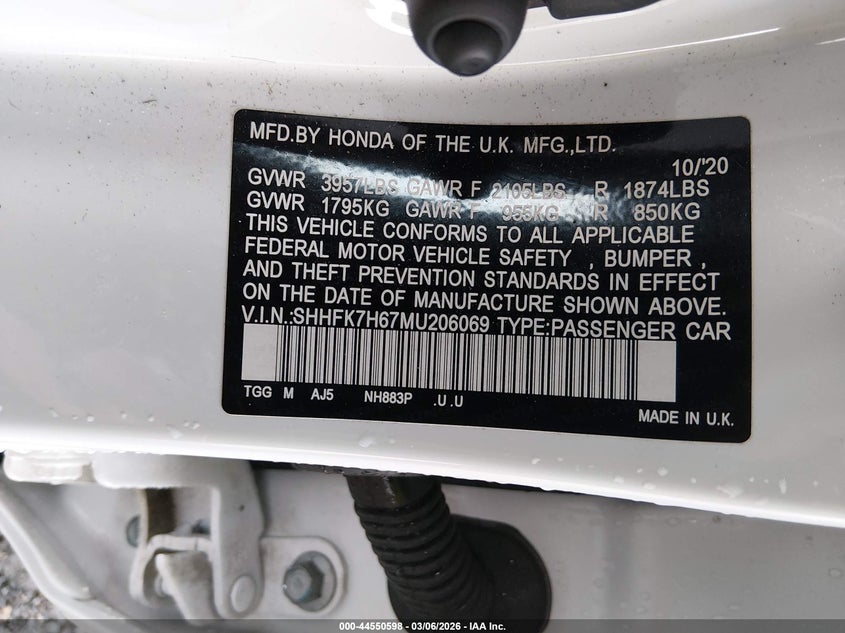 MFD.BY HONDA OF THE U.K. MFG.,LTD.
10/'20
GVWR 3957LBS GAWR F 2105LBS R 1874LBS
GVWR 1795KG GAWR F 955KG R 850KG
THIS VEHICLE CONFORMS TO ALL APPLICABLE
FEDERAL MOTOR VEHICLE SAFETY , BUMPER ,
AND THEFT PREVENTION STANDARDS IN EFFECT
ON THE DATE OF MANUFACTURE SHOWN ABOVE.
V.I.N.:SHHFK7H67MU206069 TYPE:PASSENGER CAR
TGG M AJ5 NH883P .U .U
MADE IN U.K.
000-44550598 - 03/06/2026 - IAA Inc.